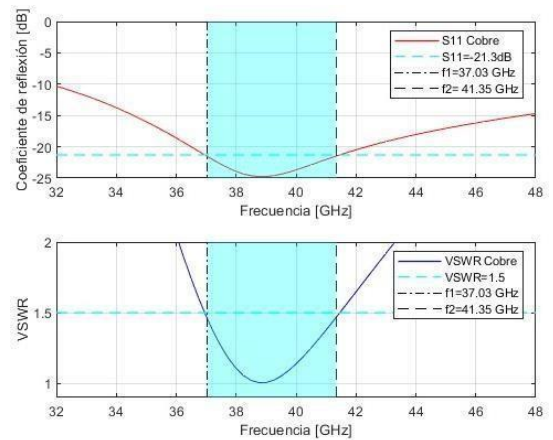 Coeficiente de reflexión [dB]
0
-5
-10
-15
-20
-25
S11 Cobre
S11=-21.3dB
f1=37.03 GHz
f2= 41.35 GHz
32 34 36 38 40 42 44 46 48
Frecuencia [GHz]
VSWR
2
1.5
1
VSWR Cobre
VSWR=1.5
f1=37.03 GHz
f2=41.35 GHz
32 34 36 38 40 42 44 46 48
Frecuencia [GHz]